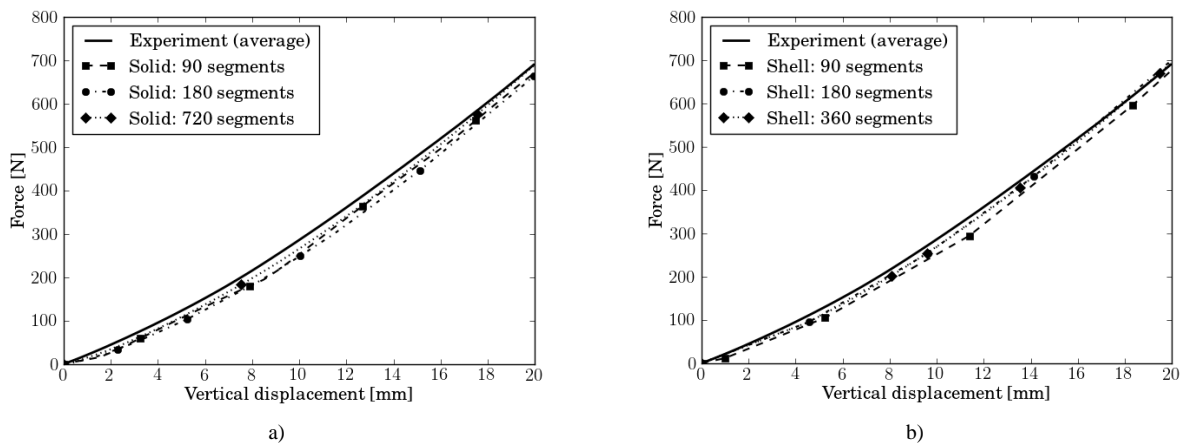 800
700
600
500
400
300
200
100
0
Force [N]
Experiment (average)
Solid: 90 segments
Solid: 180 segments
Solid: 720 segments
0 2 4 6 8 10 12 14 16 18 20
Vertical displacement [mm]
a)
800
700
600
500
400
300
200
100
0
Force [N]
Experiment (average)
Shell: 90 segments
Shell: 180 segments
Shell: 360 segments
0 2 4 6 8 10 12 14 16 18 20
Vertical displacement [mm]
b)